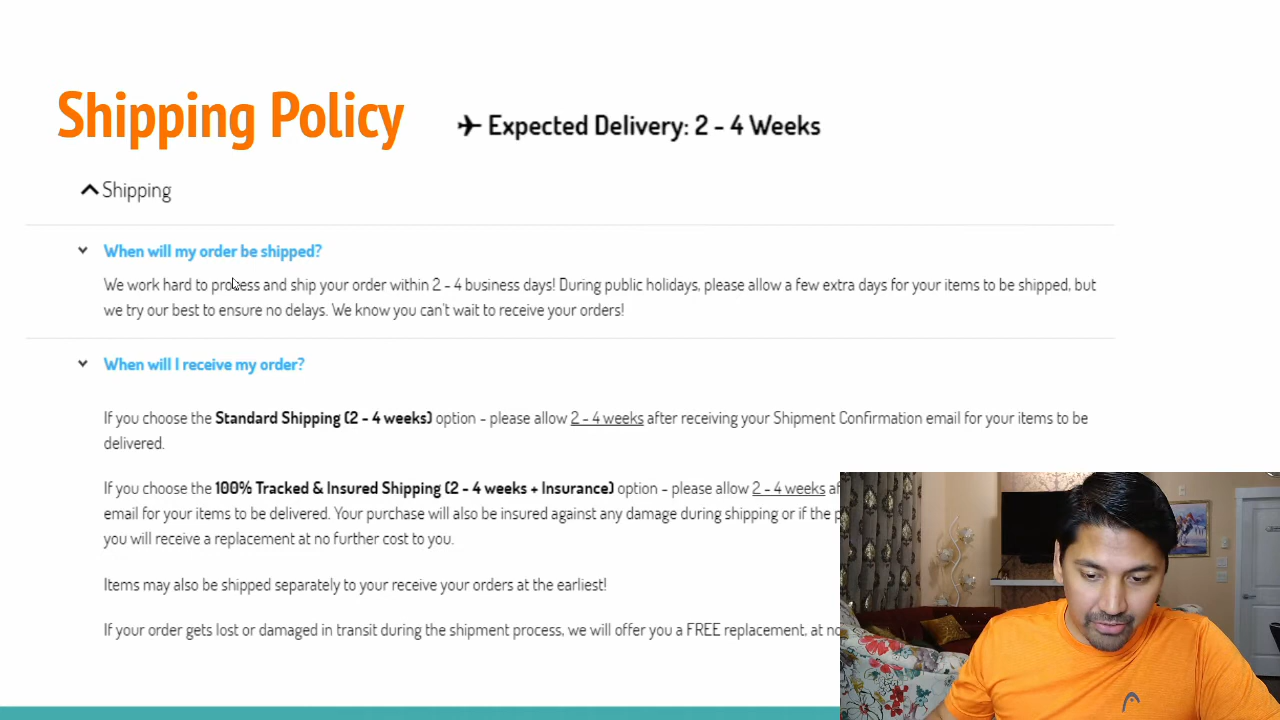 Shipping Policy
Expected Delivery: 2 - 4 Weeks
Shipping
When will my order be shipped?
We work hard to process and ship your order within 2 - 4 business days! During public holidays, please allow a few extra days for your items to be shipped, but
we try our best to ensure no delays. We know you can't wait to receive your orders!
When will I receive my order?
If you choose the Standard Shipping (2 - 4 weeks) option - please allow 2 - 4 weeks after receiving your Shipment Confirmation email for your items to be
delivered.
If you choose the 100% Tracked & Insured Shipping (2 - 4 weeks + Insurance) option - please allow 2 - 4 weeks
email for your items to be delivered. Your purchase will also be insured against any damage during shipping or if the
you will receive a replacement at no further cost to you.
Items may also be shipped separately to your receive your orders at the earliest!
If your order gets lost or damaged in transit during the shipment process, we will offer you a FREE replacement, at